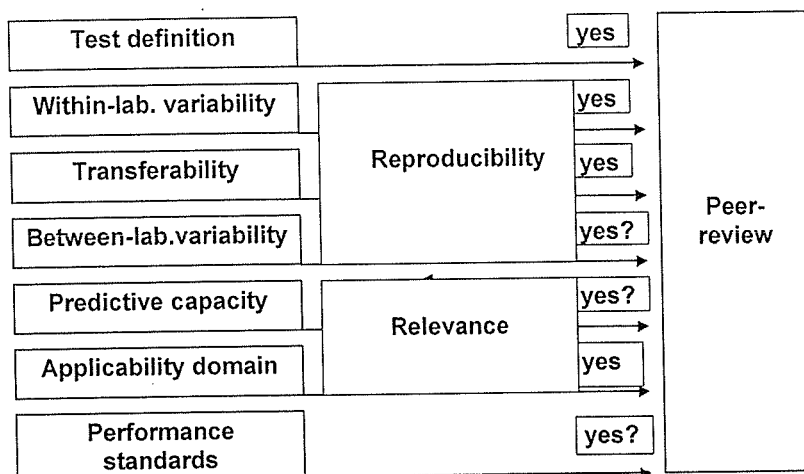 Test definition
yes
Within-lab. variability
yes
Reproducibility
Transferability
yes
Between-lab.variability
yes?
Peer-
review
Predictive capacity
yes?
Relevance
Applicability domain
yes
Performance
standards
yes?